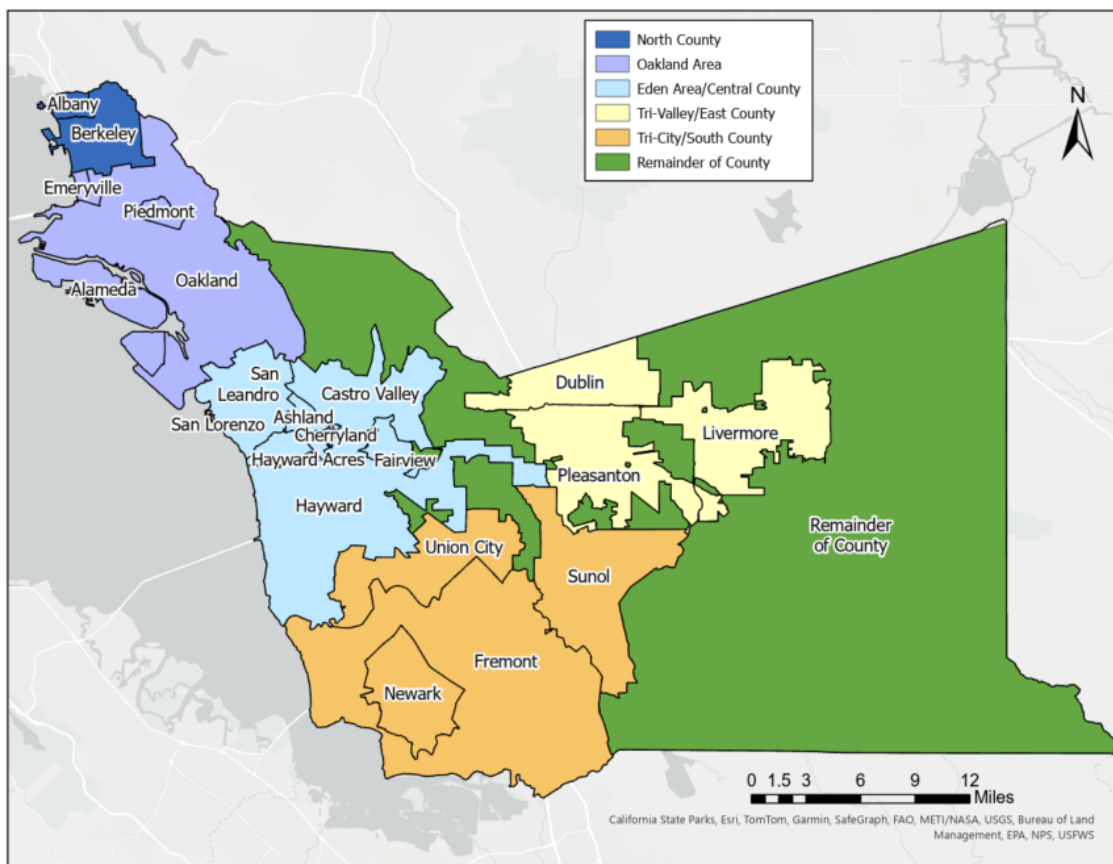 North County
Oakland Area
Eden Area/Central County
Tri-Valley/East County
Tri-City/South County
Remainder of County
N
Albany
Berkeley
Emeryville
Piedmont
Oakland
Alameda
San
Leandro
Castro Valley
San Lorenzo
Ashland
Cherryland
Hayward Acres
Fairview
Hayward
Dublin
Livermore
Pleasanton
Union City
Sunol
Remainder
of County
Fremont
Newark
0 1.5 3 6 9 12
Miles
California State Parks, Esri, TomTom, Garmin, SafeGraph, FAO, METI/NASA, USGS, Bureau of Land
Management, EPA, NPS, USFWS